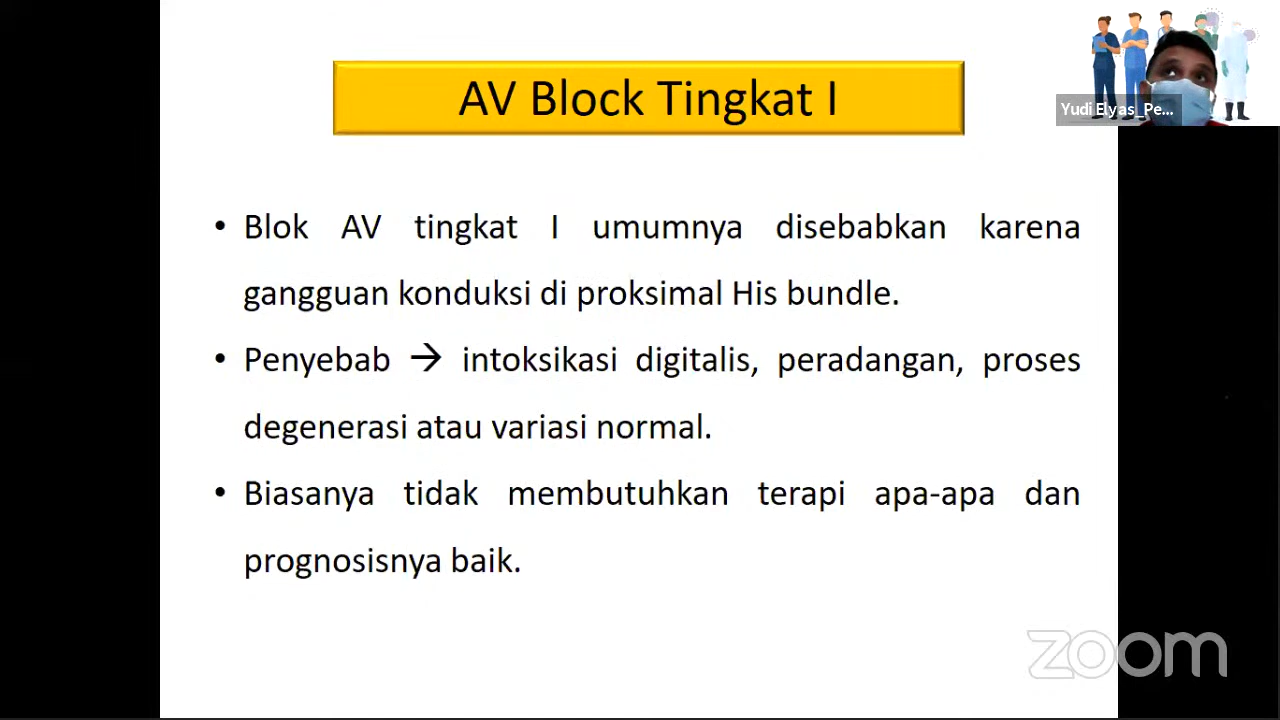 AV Block Tingkat I
Yudi Elyas_Pe...
• Blok AV tingkat I umumnya disebabkan karena
gangguan konduksi di proksimal His bundle.
• Penyebab → intoksikasi digitalis, peradangan, proses
degenerasi atau variasi normal.
• Biasanya tidak membutuhkan terapi apa-apa dan
prognosisnya baik.
zoom